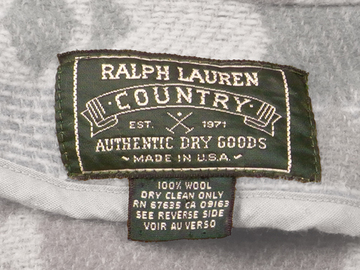 RALPH LAUREN
COUNTRY
EST. 1971
AUTHENTIC DRY GOODS
~ MADE IN U.S.A. ~
100% WOOL
DRY CLEAN ONLY
RN 67635 CA 09163
SEE REVERSE SIDE
VOIR AU VERSO